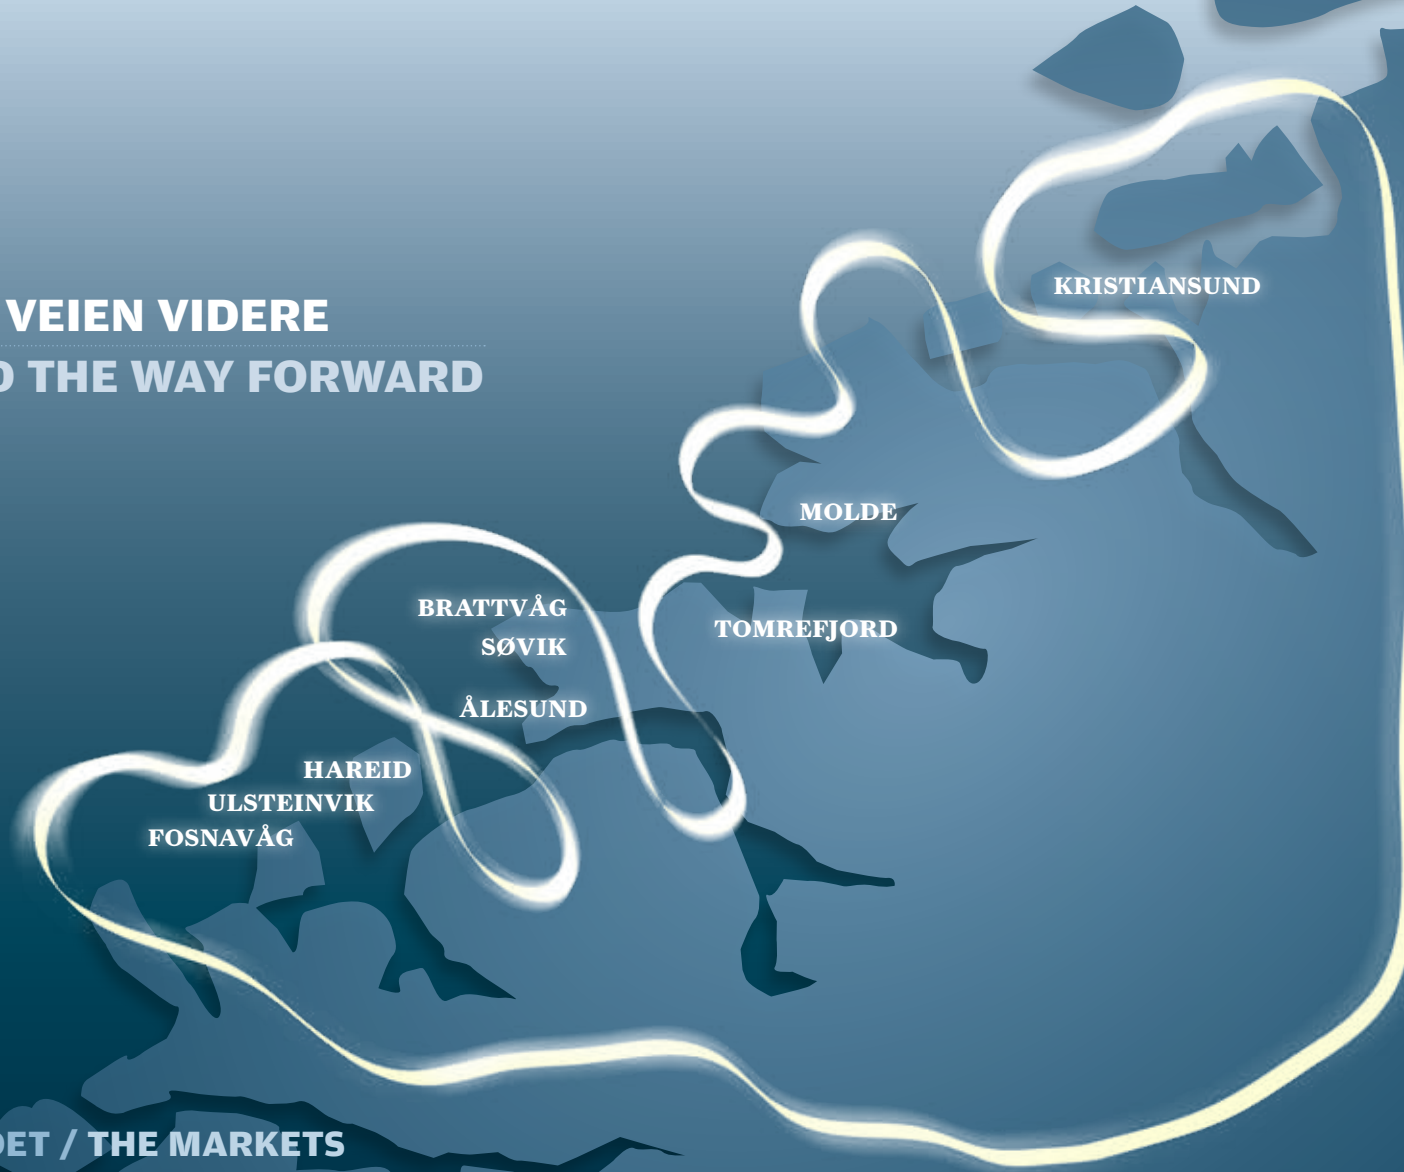 VEIEN VIDERE
THE WAY FORWARD
KRISTIANSUND
MOLDE
BRATTVÅG
TOMREFJORD
SØVIK
ÅLESUND
HAREID
ULSTEINVIK
FOSNAVÅG
/ THE MARKETS